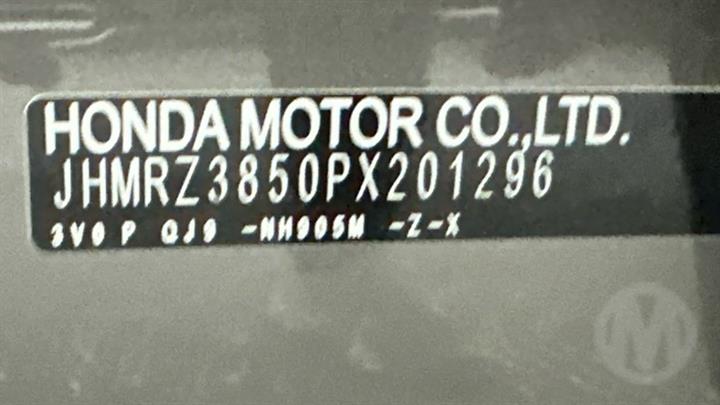 HONDA MOTOR CO.,LTD.
JHMRZ3850PX201296
3V0 P QJ9 -NH905M -Z-X
M